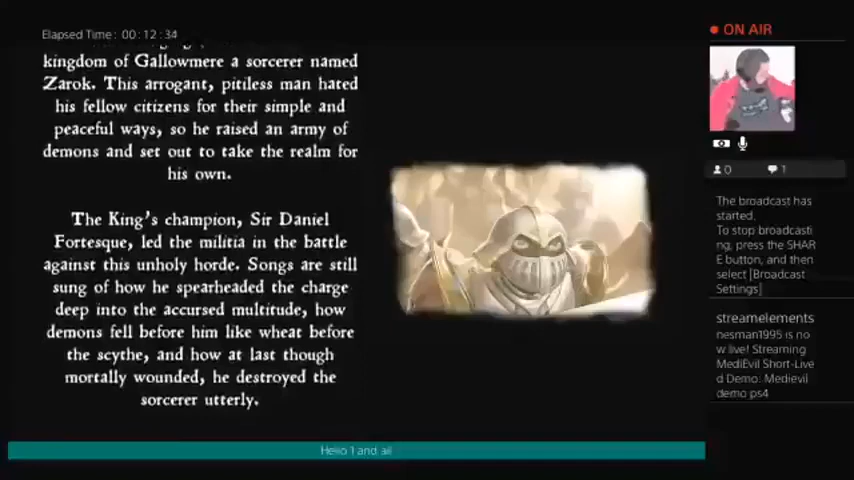 Elapsed Time: 00:12:34
kingdom of Gallowmere a sorcerer named
Zarok. This arrogant, pitiless man hated
his fellow citizens for their simple and
peaceful ways, so he raised an army of
demons and set out to take the realm for
his own.
The King's champion, Sir Daniel
Fortesque, led the militia in the battle
against this unholy horde. Songs are still
sung of how he spearheaded the charge
deep into the accursed multitude, how
demons fell before him like wheat before
the scythe, and how at last though
mortally wounded, he destroyed the
sorcerer utterly.
Hello 1 and all
ON AIR
0
1
The broadcast has
started.
To stop broadcasti
ng, press the SHAR
E button, and then
select [Broadcast
Settings]
streamelements
nesman1995 is no
w live! Streaming
MediEvil Short-Live
d Demo: Medievil
demo ps4